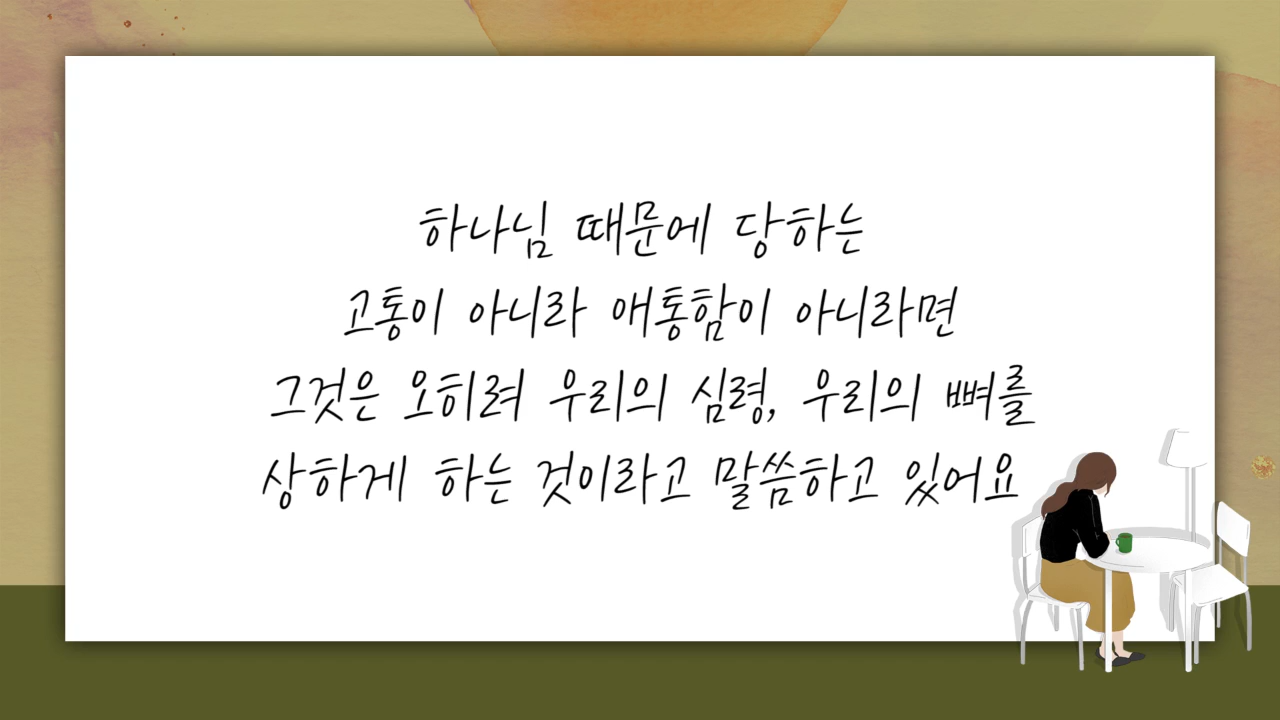 하나님 때문에 당하는
고통이 아니라 애통함이 아니라면
그것은 오히려 우리의 심령, 우리의 뼈를
상하게 하는 것이라고 말씀하고 있어요